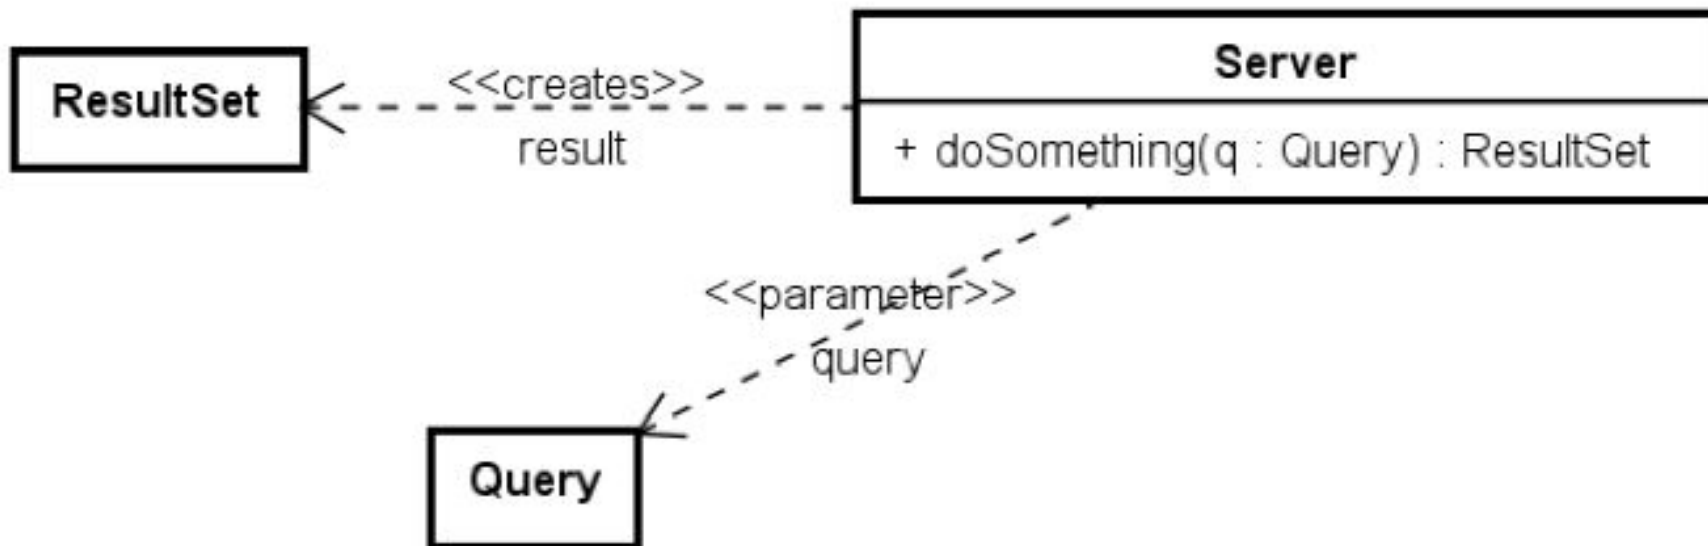 Server
ResultSet
<<creates>>
result
+ doSomething(q : Query) : ResultSet
<<parameter>>
query
Query